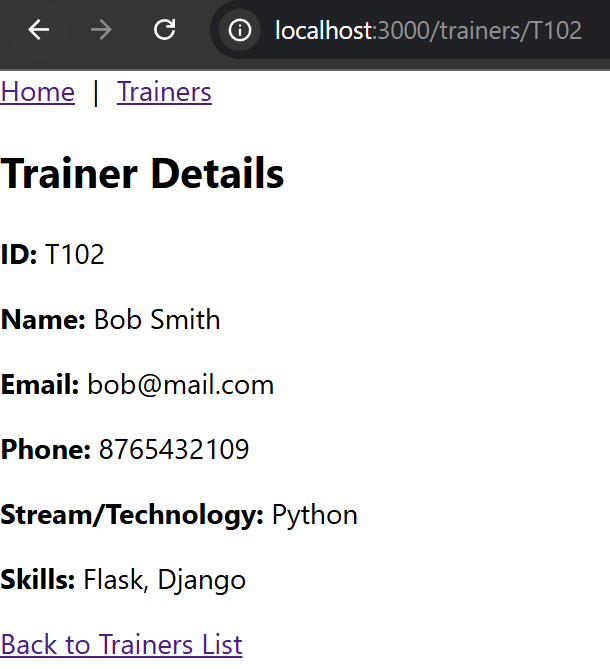 localhost:3000/trainers/T102
Home | Trainers
Trainer Details
ID: T102
Name: Bob Smith
Email: bob@mail.com
Phone: 8765432109
Stream/Technology: Python
Skills: Flask, Django
Back to Trainers List